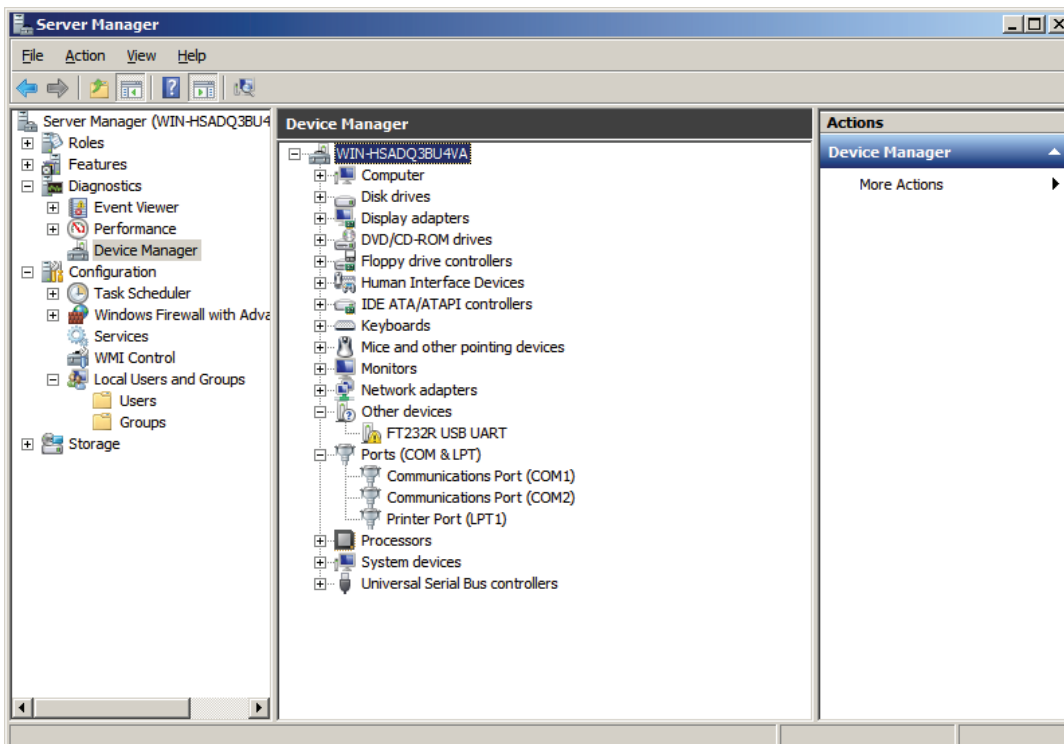 Server Manager
File Action View Help
Server Manager (WIN-HSADQ3BU4
Roles
Features
Diagnostics
Event Viewer
Performance
Device Manager
Configuration
Task Scheduler
Windows Firewall with Adva
Services
WMI Control
Local Users and Groups
Users
Groups
Storage
Device Manager
WIN-HSADQ3BU4VA
Computer
Disk drives
Display adapters
DVD/CD-ROM drives
Floppy drive controllers
Human Interface Devices
IDE ATA/ATAPI controllers
Keyboards
Mice and other pointing devices
Monitors
Network adapters
Other devices
FT232R USB UART
Ports (COM & LPT)
Communications Port (COM1)
Communications Port (COM2)
Printer Port (LPT1)
Processors
System devices
Universal Serial Bus controllers
Actions
Device Manager
More Actions